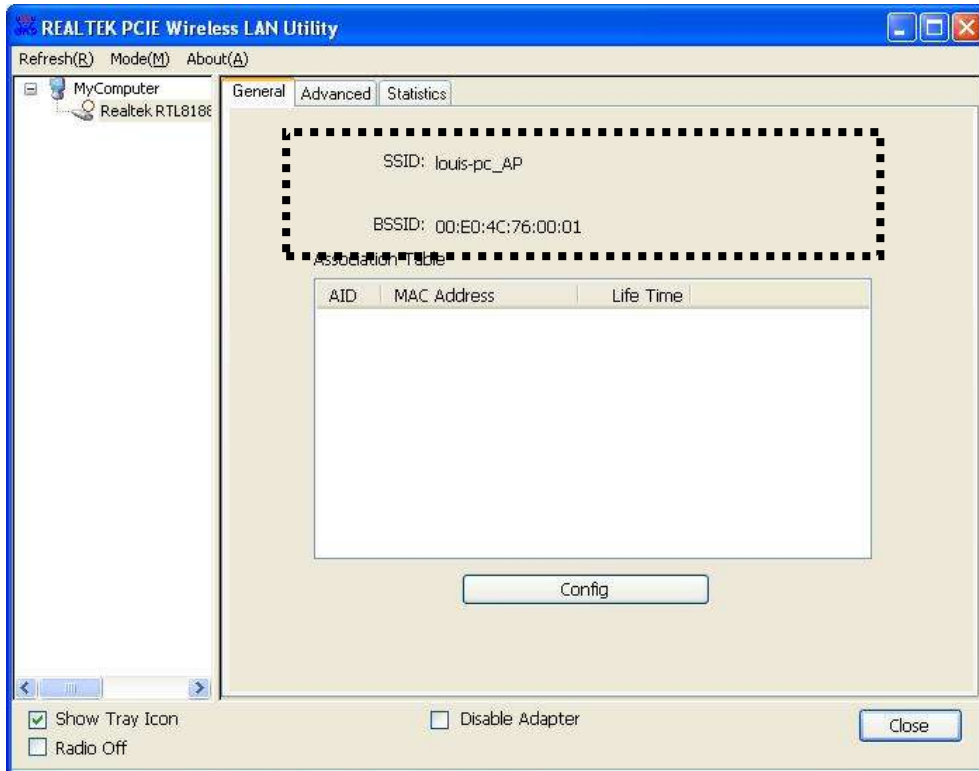 REALTEK PCIE Wireless LAN Utility
Refresh(R) Mode(M) About(A)
MyComputer
Realtek RTL8188
General Advanced Statistics
SSID: louis-pc_AP
BSSID: 00:E0:4C:76:00:01
Association Table
AID MAC Address Life Time
Config
Show Tray Icon
Disable Adapter
Close
Radio Off